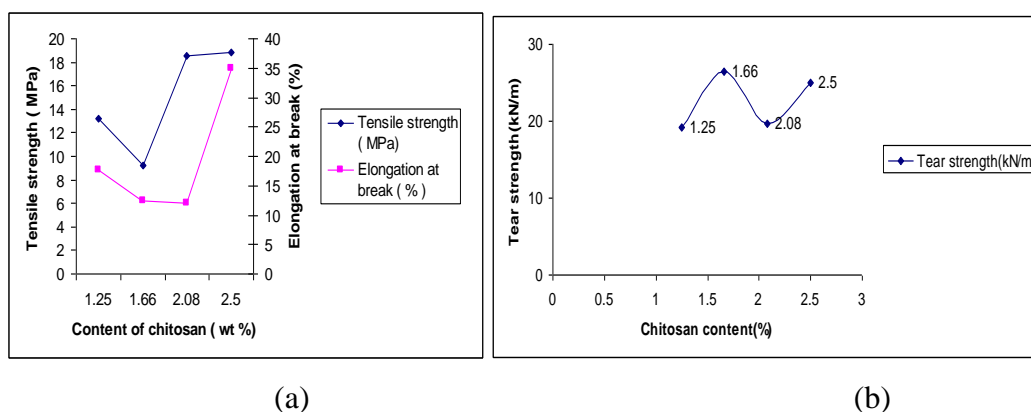 20
18
16
14
12
10
8
6
4
2
0
Tensile strength ( MPa)
40
35
30
25
20
15
10
5
0
Elongation at break (%)
1.25 1.66 2.08 2.5
Content of chitosan ( wt %)
Tensile strength
( MPa)
Elongation at
break ( % )
(a)
30
20
10
0
Tear strength(kN/m)
1.25
1.66
2.08
2.5
0 0.5 1 1.5 2 2.5 3
Chitosan content(%)
Tear strength(kN/m
(b)